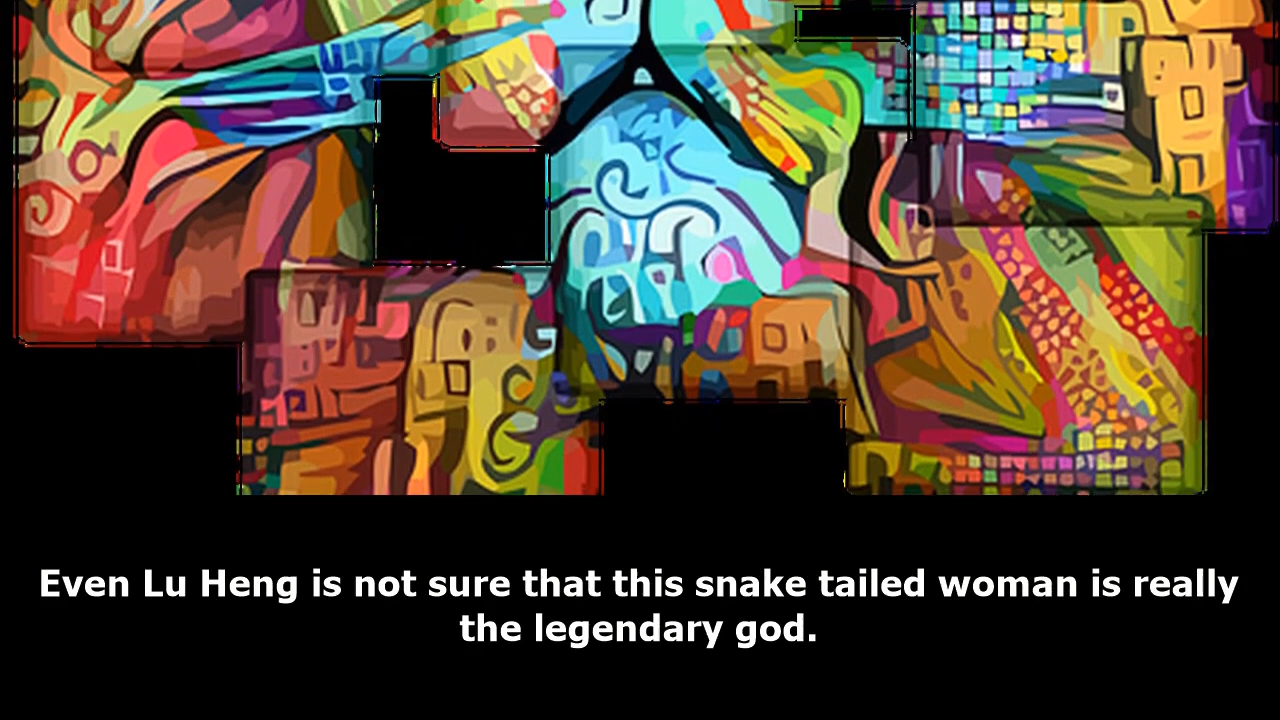 Even Lu Heng is not sure that this snake tailed woman is really
the legendary god.